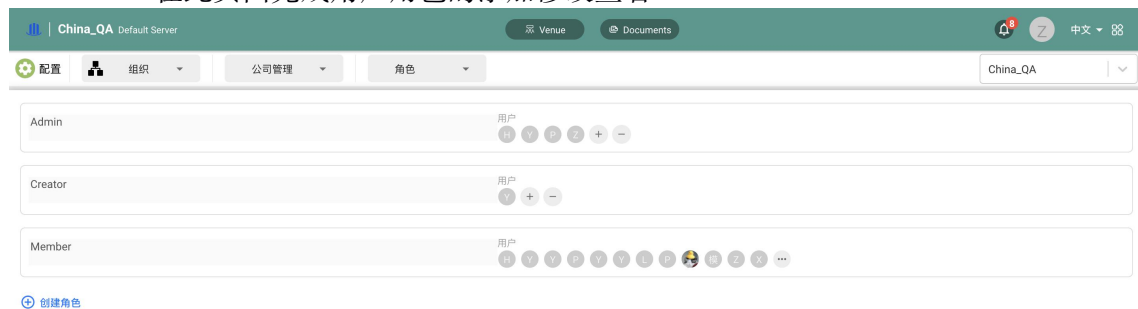 China_QA Default Server
Venue
Documents
8
Z
中文
配置
组织
公司管理
角色
China_QA
Admin
用户
H Y P Z + −
Creator
用户
Y + −
Member
用户
H Y Y P Y Y L P 横 Z X ...
创建角色